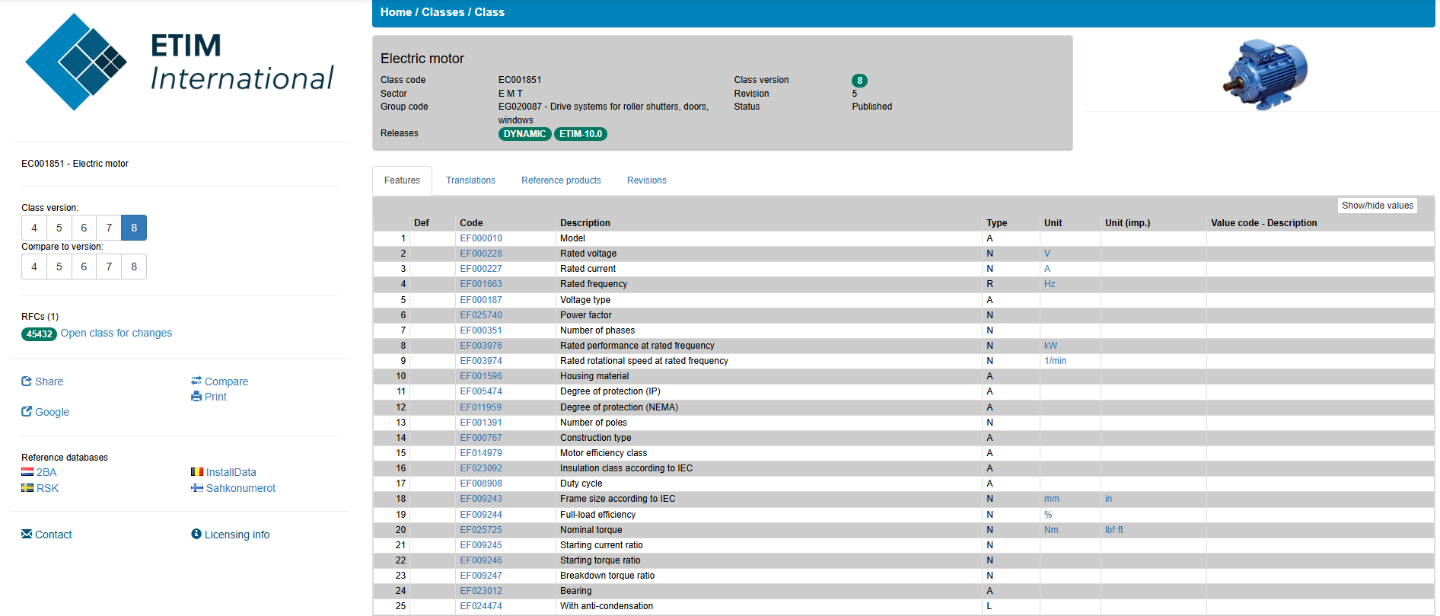 ETIM
International
EC001851 - Electric motor
Class version:
4 5 6 7 8
Compare to version:
4 5 6 7 8
RFCs (1)
45432 Open class for changes
Share Compare
Print
Google
Reference databases
2BA InstallData
RSK Sahkonumerot
Contact Licensing info
Home / Classes / Class
Electric motor
Class code EC001851 Class version 8
Sector E M T Revision 5
Group code EG020087 - Drive systems for roller shutters, doors, Status Published
windows
Releases DYNAMIC ETIM-10.0
Features Translations Reference products Revisions
Show/hide values
Def Code Description Type Unit Unit (imp.) Value code - Description
1 EF000010 Model A
2 EF000228 Rated voltage N V
3 EF000227 Rated current N A
4 EF001663 Rated frequency R Hz
5 EF000187 Voltage type A
6 EF025740 Power factor N
7 EF000351 Number of phases N
8 EF003976 Rated performance at rated frequency N kW
9 EF003974 Rated rotational speed at rated frequency N 1/min
10 EF001596 Housing material A
11 EF005474 Degree of protection (IP) A
12 EF011959 Degree of protection (NEMA) A
13 EF001391 Number of poles N
14 EF000767 Construction type A
15 EF014979 Motor efficiency class A
16 EF023092 Insulation class according to IEC A
17 EF008908 Duty cycle A
18 EF009243 Frame size according to IEC N mm in
19 EF009244 Full-load efficiency N %
20 EF025725 Nominal torque N Nm lbf·ft
21 EF009245 Starting current ratio N
22 EF009246 Starting torque ratio N
23 EF009247 Breakdown torque ratio N
24 EF023012 Bearing A
25 EF024474 With anti-condensation L